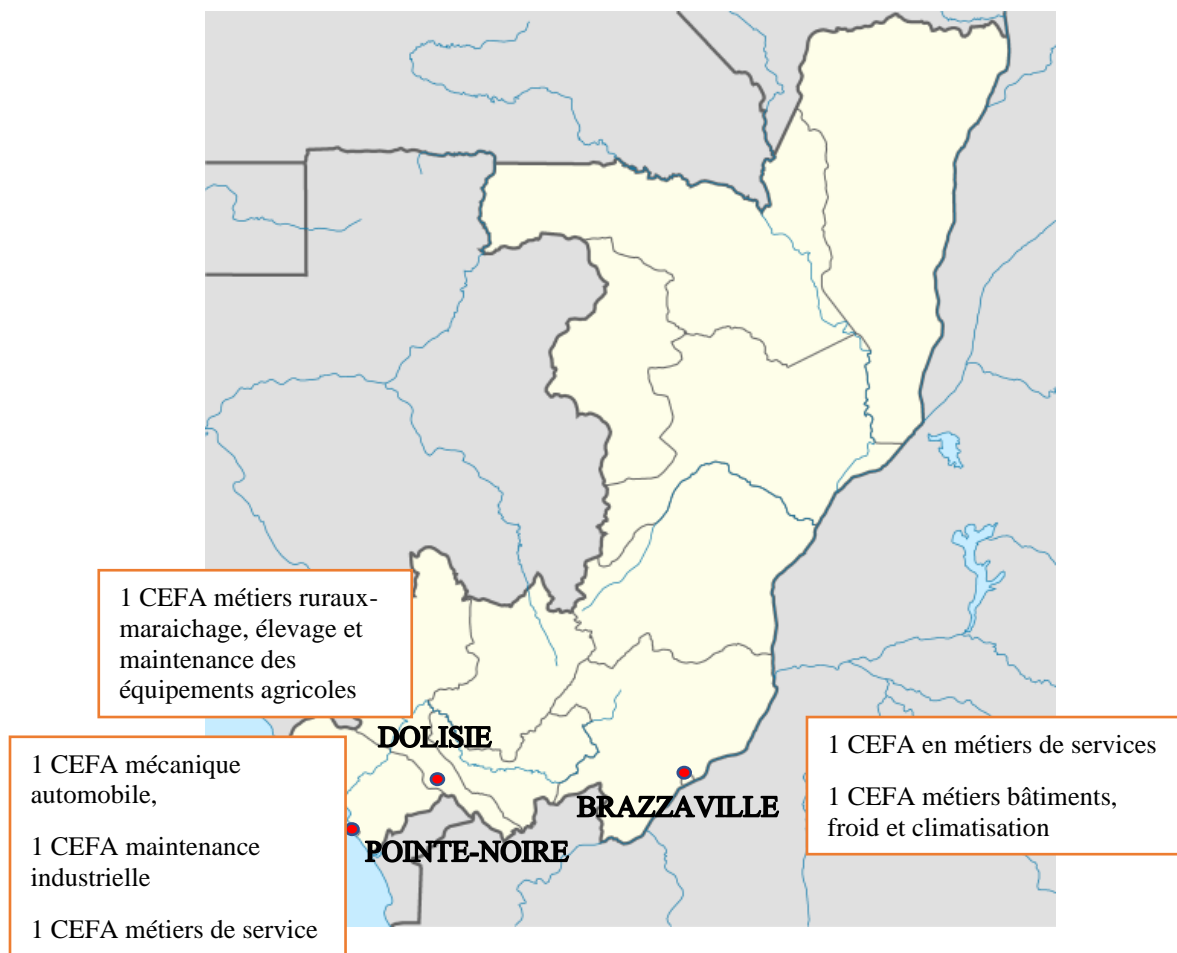 1 CEFA métiers ruraux-
maraichage, élevage et
maintenance des
équipements agricoles
DOLISIE
1 CEFA mécanique
automobile,
1 CEFA maintenance
industrielle
1 CEFA métiers de service
POINTE-NOIRE
BRAZZAVILLE
1 CEFA en métiers de services
1 CEFA métiers bâtiments,
froid et climatisation